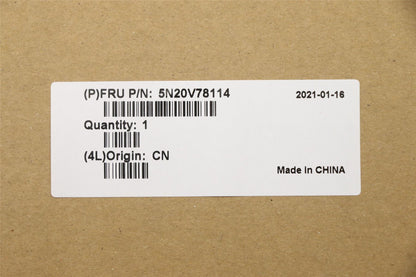 (P)FRU P/N: 5N20V78114
2021-01-16
Quantity: 1
(4L)Origin: CN
Made in CHINA